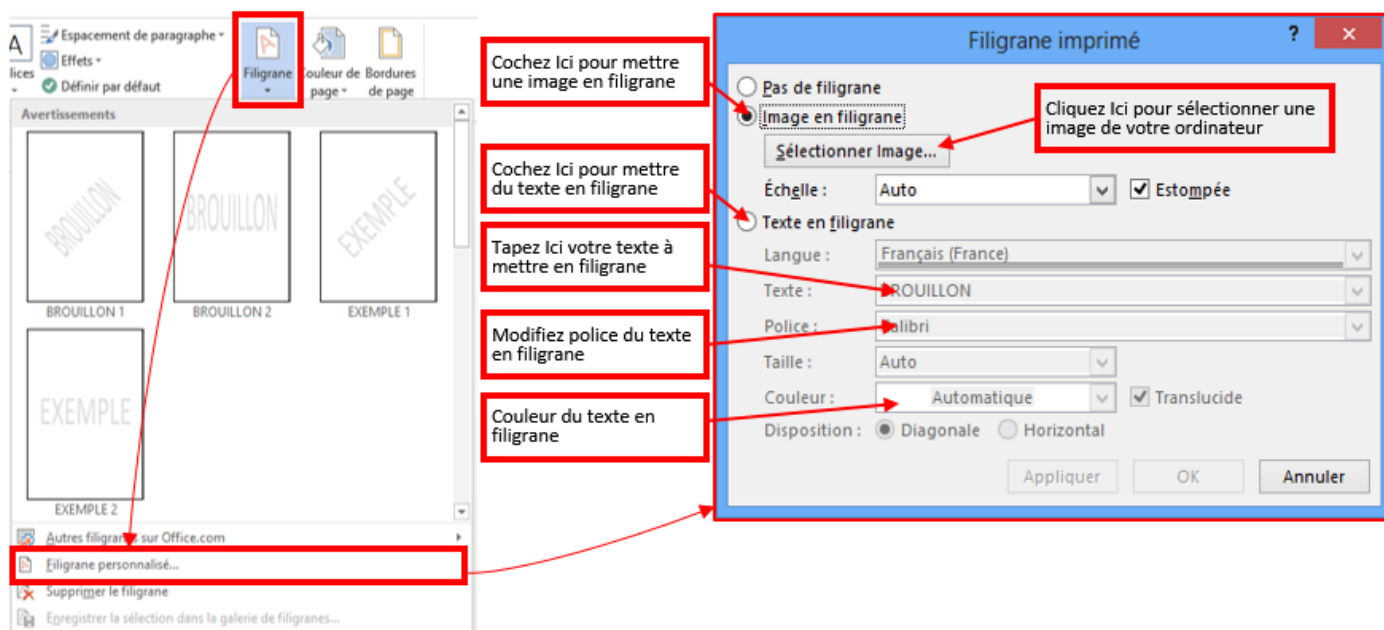 A
Espacement de paragraphe
Effets
Définir par défaut
Filigrane
Couleur de page
Bordures de page
Avertissements
BROUILLON
BROUILLON
EXEMPLE
BROUILLON 1
BROUILLON 2
EXEMPLE 1
EXEMPLE
EXEMPLE 2
sur Office.com
Filigrane personnalisé...
Supprimer le filigrane
Enregistrer la sélection dans la galerie de filigranes...
Cochez Ici pour mettre
une image en filigrane
Cochez Ici pour mettre
du texte en filigrane
Tapez Ici votre texte à
mettre en filigrane
Modifiez police du texte
en filigrane
Couleur du texte en
filigrane
Filigrane imprimé
?
Pas de filigrane
Image en filigrane
Cliquez Ici pour sélectionner une
image de votre ordinateur
Sélectionner Image...
Échelle : Auto Estompée
Texte en filigrane
Langue : Français (France)
Texte : BROUILLON
Police : Calibri
Taille : Auto
Couleur : Automatique Translucide
Disposition : Diagonale Horizontal
Appliquer OK Annuler